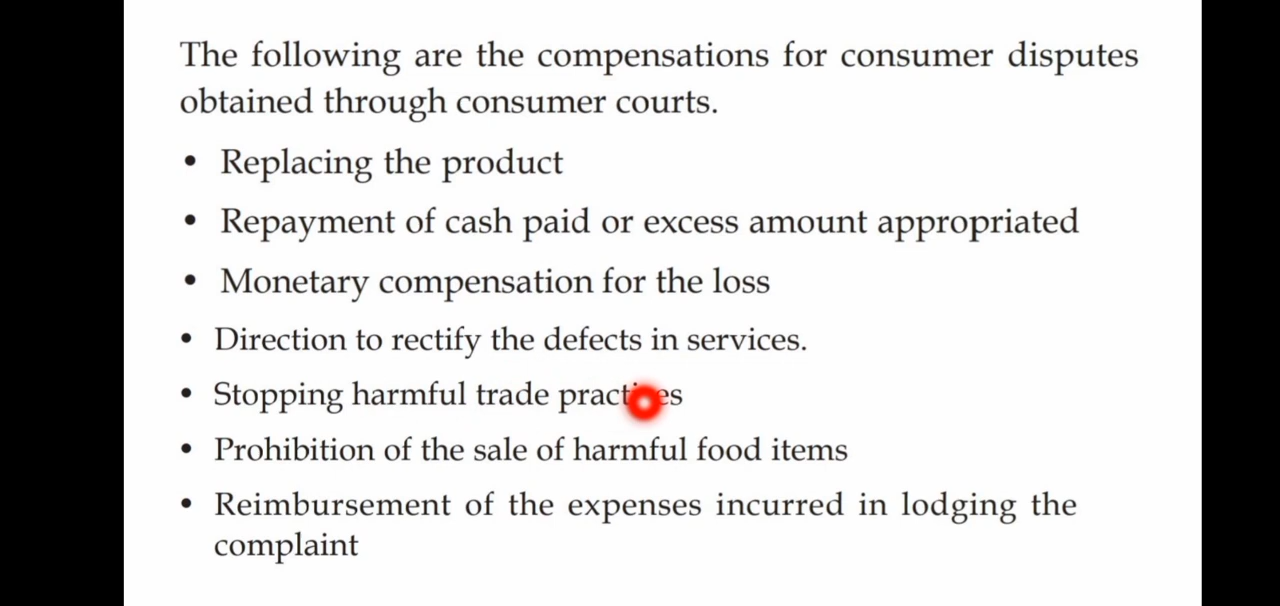 The following are the compensations for consumer disputes
obtained through consumer courts.
• Replacing the product
• Repayment of cash paid or excess amount appropriated
• Monetary compensation for the loss
• Direction to rectify the defects in services.
• Stopping harmful trade practices
• Prohibition of the sale of harmful food items
• Reimbursement of the expenses incurred in lodging the
complaint